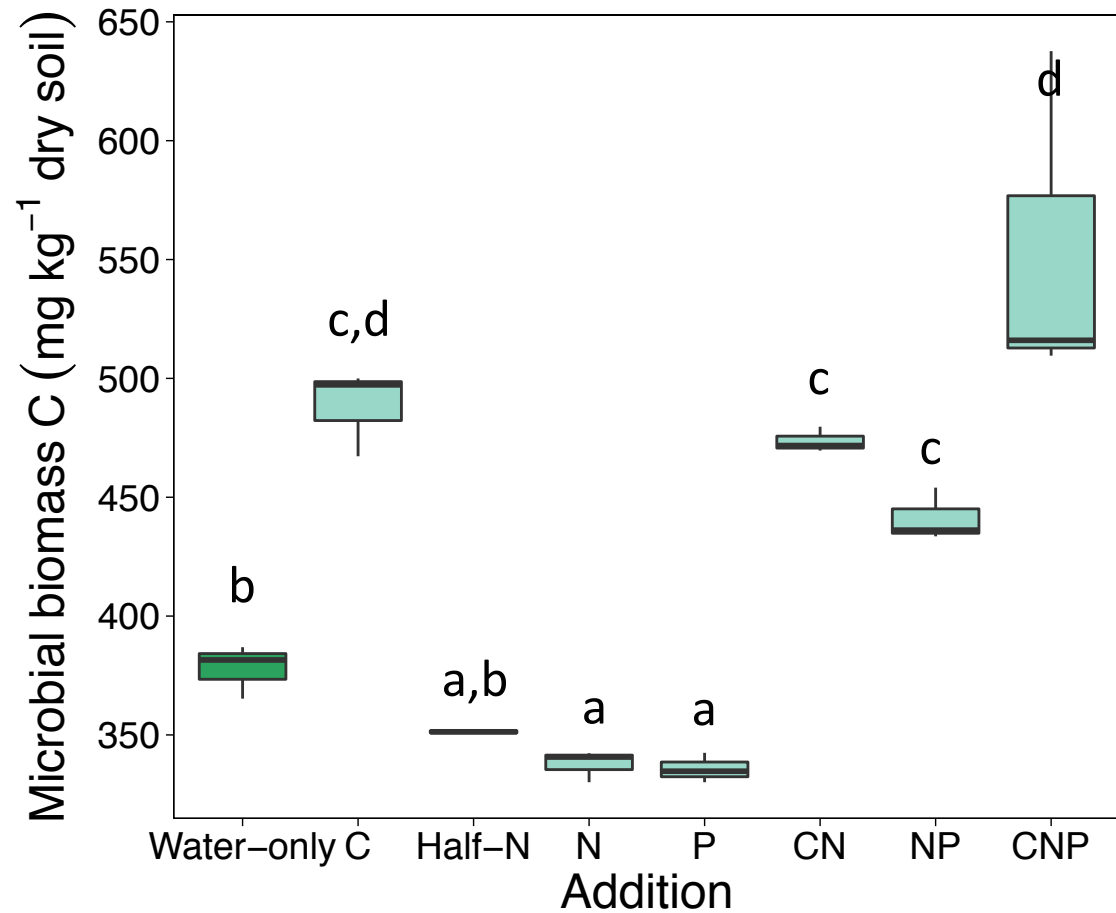 Microbial biomass C (mg kg⁻¹ dry soil)
650
600
550
500
450
400
350
b
c,d
a,b
a
a
c
c
d
Water−only C Half−N N P CN NP CNP
Addition